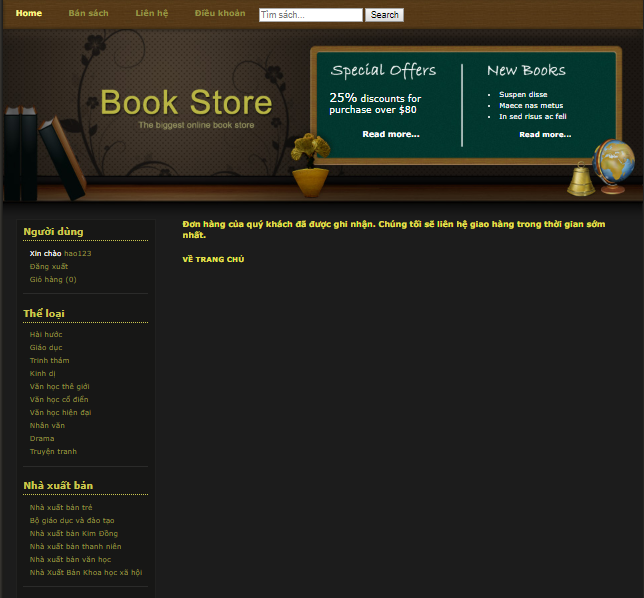 Home Bán sách Liên hệ Điều khoản Tìm sách... Search
Book Store
The biggest online book store
Special Offers
25% discounts for
purchase over $80
Read more...
New Books
Suspen disse
Maece nas metus
In sed risus ac feli
Read more...
Người dùng
Xin chào hao123
Đăng xuất
Giỏ hàng (0)
Thể loại
Hài hước
Giáo dục
Trinh thám
Kinh dị
Văn học thế giới
Văn học cổ điển
Văn học hiện đại
Nhân văn
Drama
Truyện tranh
Nhà xuất bản
Nhà xuất bản trẻ
Bộ giáo dục và đào tạo
Nhà xuất bản Kim Đồng
Nhà xuất bản thanh niên
Nhà xuất bản văn học
Nhà Xuất Bản Khoa học xã hội
Đơn hàng của quý khách đã được ghi nhận. Chúng tôi sẽ liên hệ giao hàng trong thời gian sớm
nhất.
VỀ TRANG CHỦ